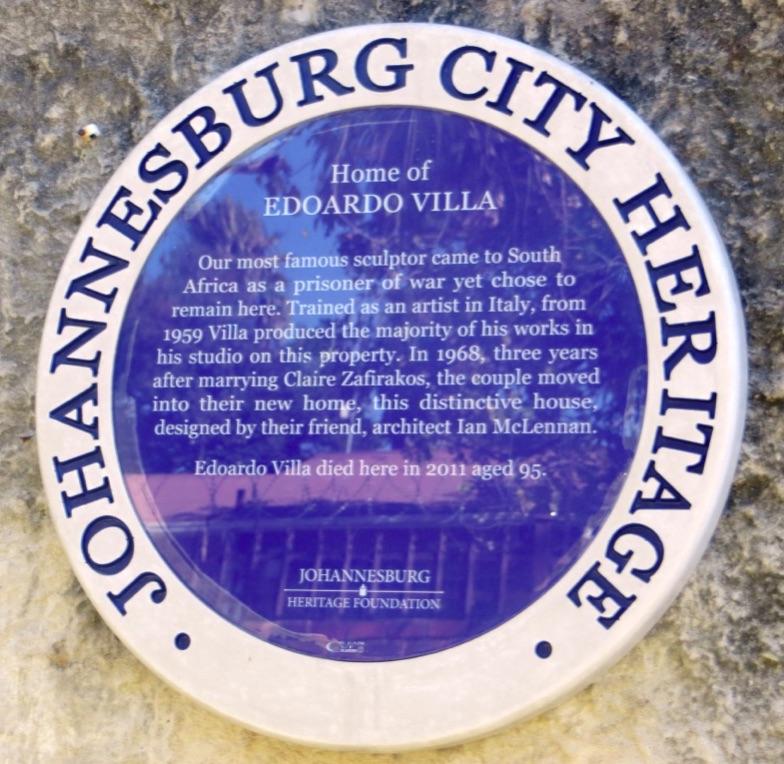 JOHANNESBURG CITY HERITAGE
Home of
EDOARDO VILLA
Our most famous sculptor came to South
Africa as a prisoner of war yet chose to
remain here. Trained as an artist in Italy, from
1959 Villa produced the majority of his works in
his studio on this property. In 1968, three years
after marrying Claire Zafirakos, the couple moved
into their new home, this distinctive house,
designed by their friend, architect Ian McLennan.
Edoardo Villa died here in 2011 aged 95.
JOHANNESBURG
HERITAGE FOUNDATION